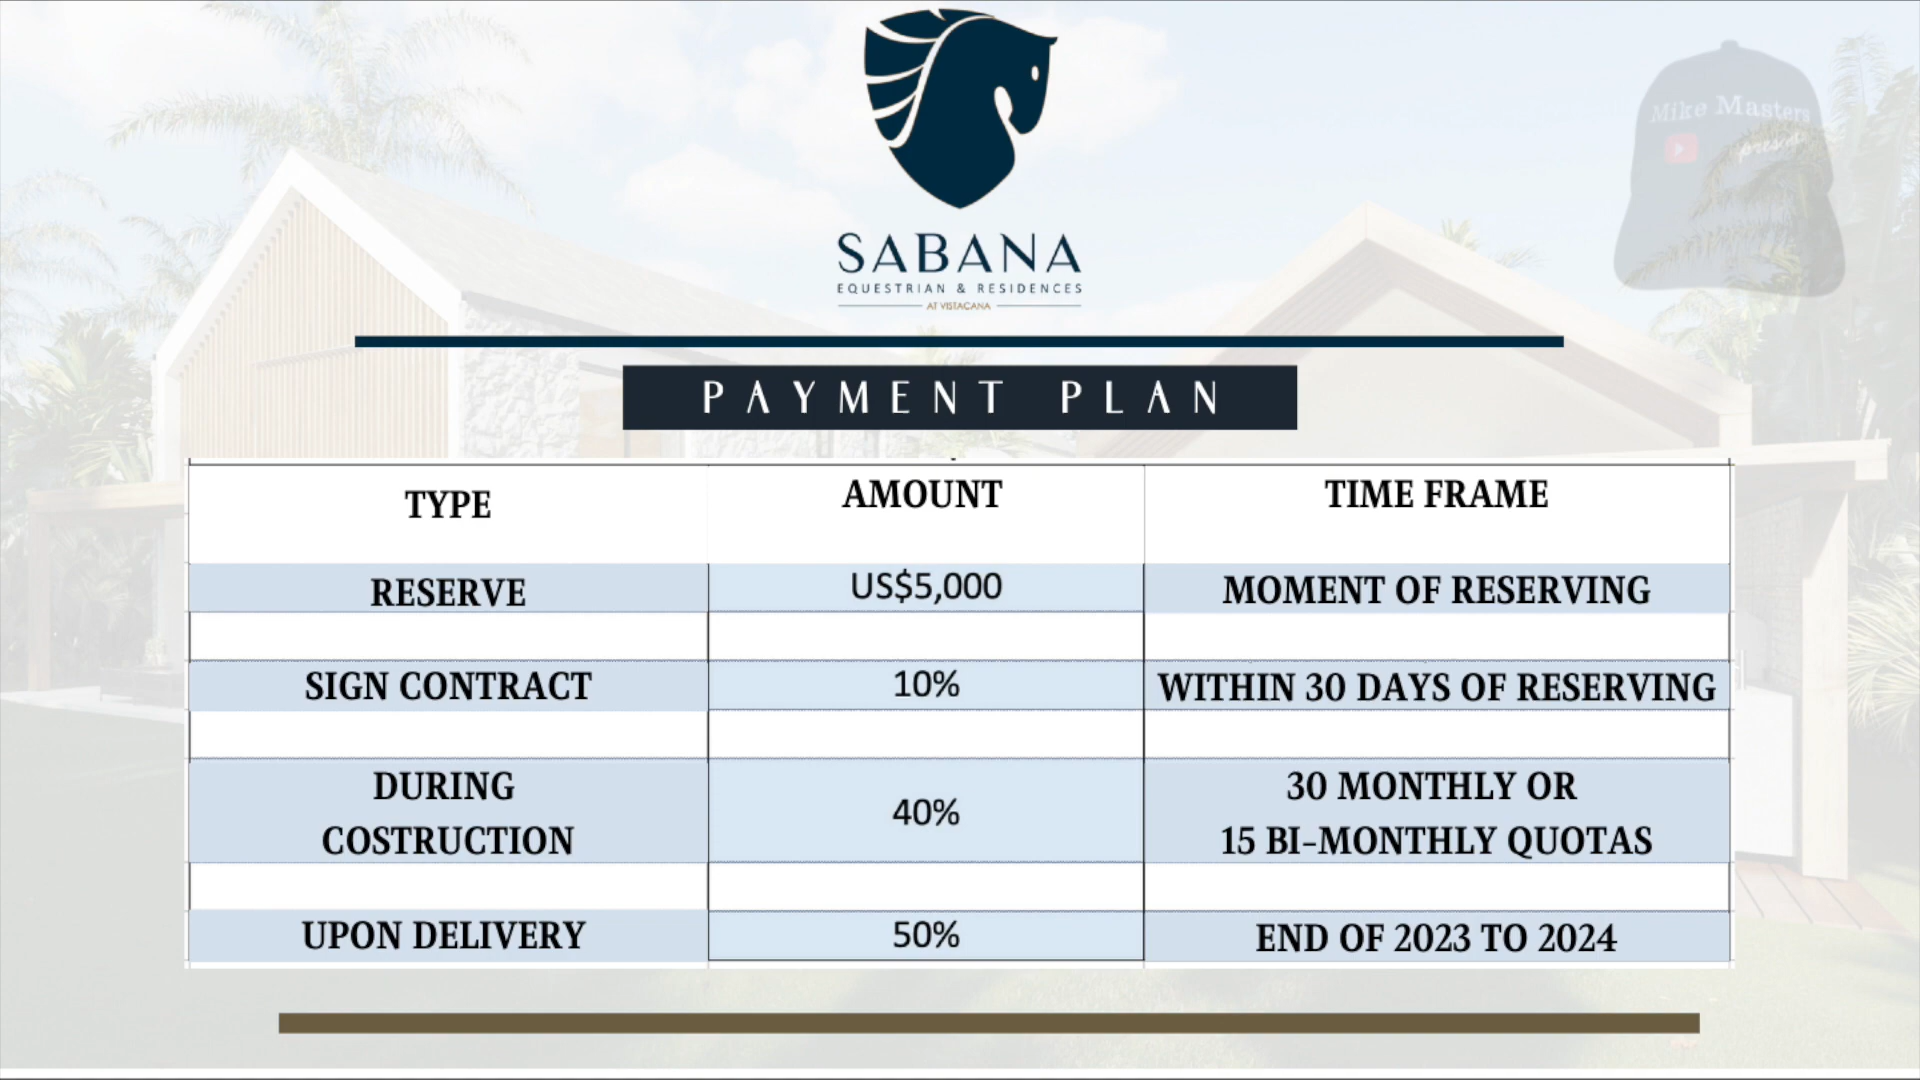 Mike Masters
SABANA
EQUESTRIAN & RESIDENCES
AT VISTACANA
PAYMENT PLAN
TYPE AMOUNT TIME FRAME
RESERVE US$5,000 MOMENT OF RESERVING
SIGN CONTRACT 10% WITHIN 30 DAYS OF RESERVING
DURING
COSTRUCTION
40%
30 MONTHLY OR
15 BI-MONTHLY QUOTAS
UPON DELIVERY 50% END OF 2023 TO 2024